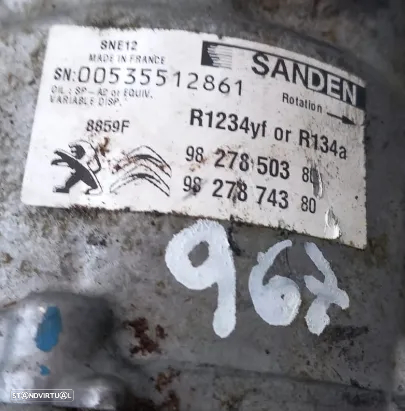 SNE12
MADE IN FRANCE
SN:00535512861
OIL : SP-A2 or EQUIV.
VARIABLE DISP.
SANDEN
Rotation
8859F
R1234yf or R134a
98 278 503 80
98 278 743 80
967
STANDVIRTUAL